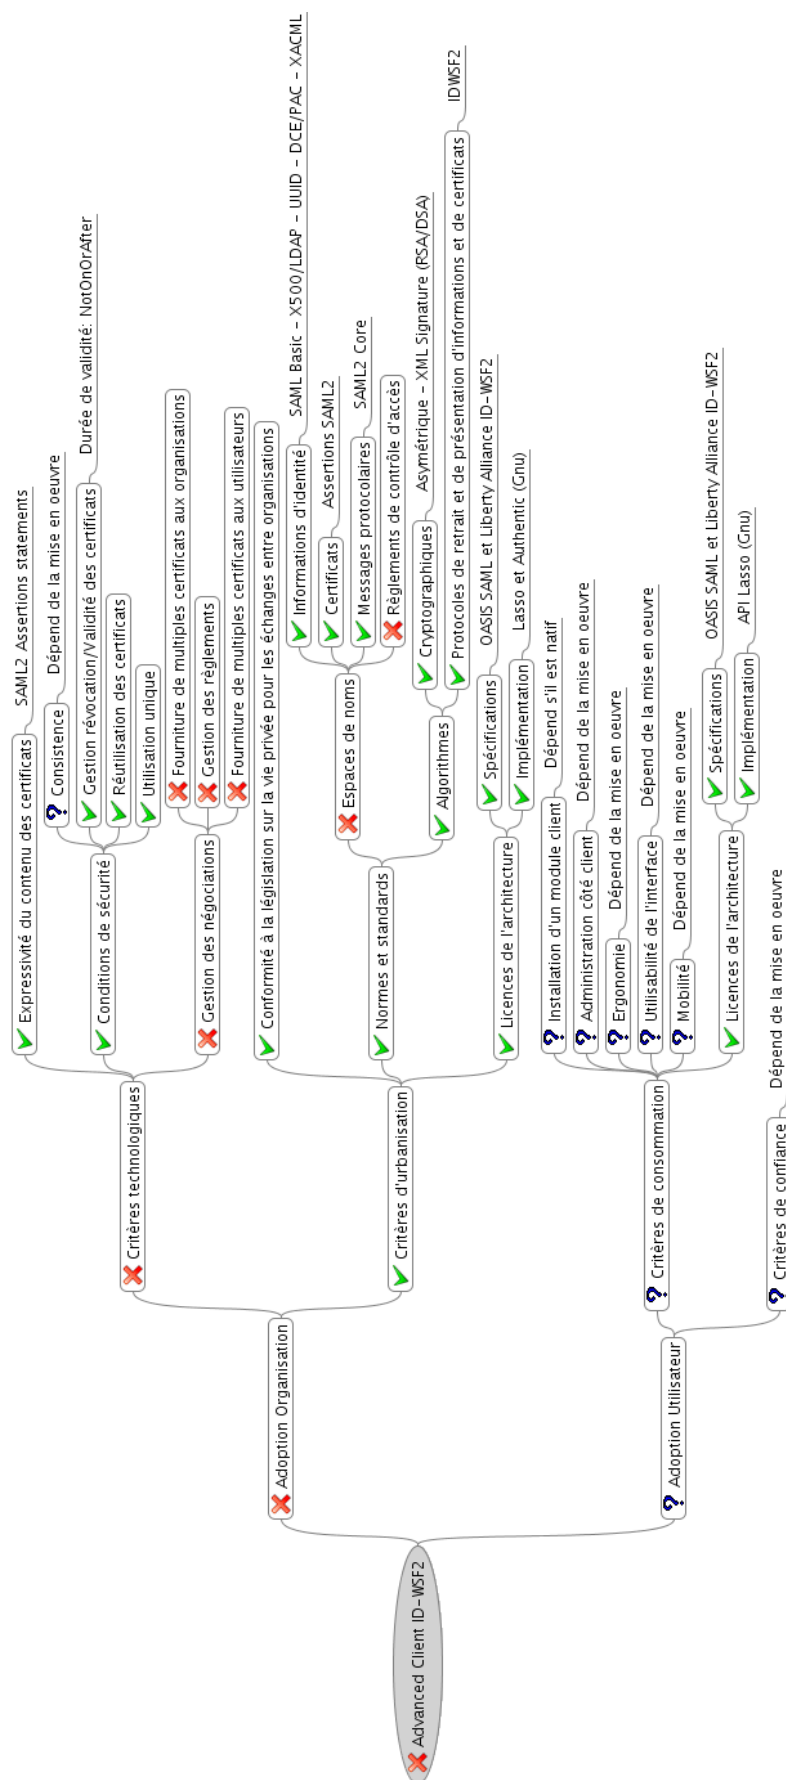 Advanced Client ID-WSF2
Adoption Organisation
Critères technologiques
Expressivité du contenu des certificats
SAML2 Assertions statements
Conditions de sécurité
Consistence
Dépend de la mise en oeuvre
Gestion révocation/Validité des certificats
Durée de validité: NotOnOrAfter
Réutilisation des certificats
Utilisation unique
Gestion des négociations
Fourniture de multiples certificats aux organisations
Gestion des règlements
Fourniture de multiples certificats aux utilisateurs
Critères d'urbanisation
Conformité à la législation sur la vie privée pour les échanges entre organisations
Normes et standards
Espaces de noms
Informations d'identité
SAML Basic - X500/LDAP - UUID - DCE/PAC - XACML
Certificats
Assertions SAML2
Messages protocolaires
SAML2 Core
Règlements de contrôle d'accès
Algorithmes
Cryptographiques
Asymétrique - XML Signature (RSA/DSA)
Protocoles de retrait et de présentation d'informations et de certificats
IDWSF2
Licences de l'architecture
Spécifications
OASIS SAML et Liberty Alliance ID-WSF2
Implémentation
Lasso et Authentic (Gnu)
Adoption Utilisateur
Critères de consommation
Installation d'un module client
Dépend s'il est natif
Administration côté client
Dépend de la mise en oeuvre
Ergonomie
Dépend de la mise en oeuvre
Utilisabilité de l'interface
Dépend de la mise en oeuvre
Mobilité
Dépend de la mise en oeuvre
Licences de l'architecture
Spécifications
OASIS SAML et Liberty Alliance ID-WSF2
Implémentation
API Lasso (Gnu)
Critères de confiance
Dépend de la mise en oeuvre